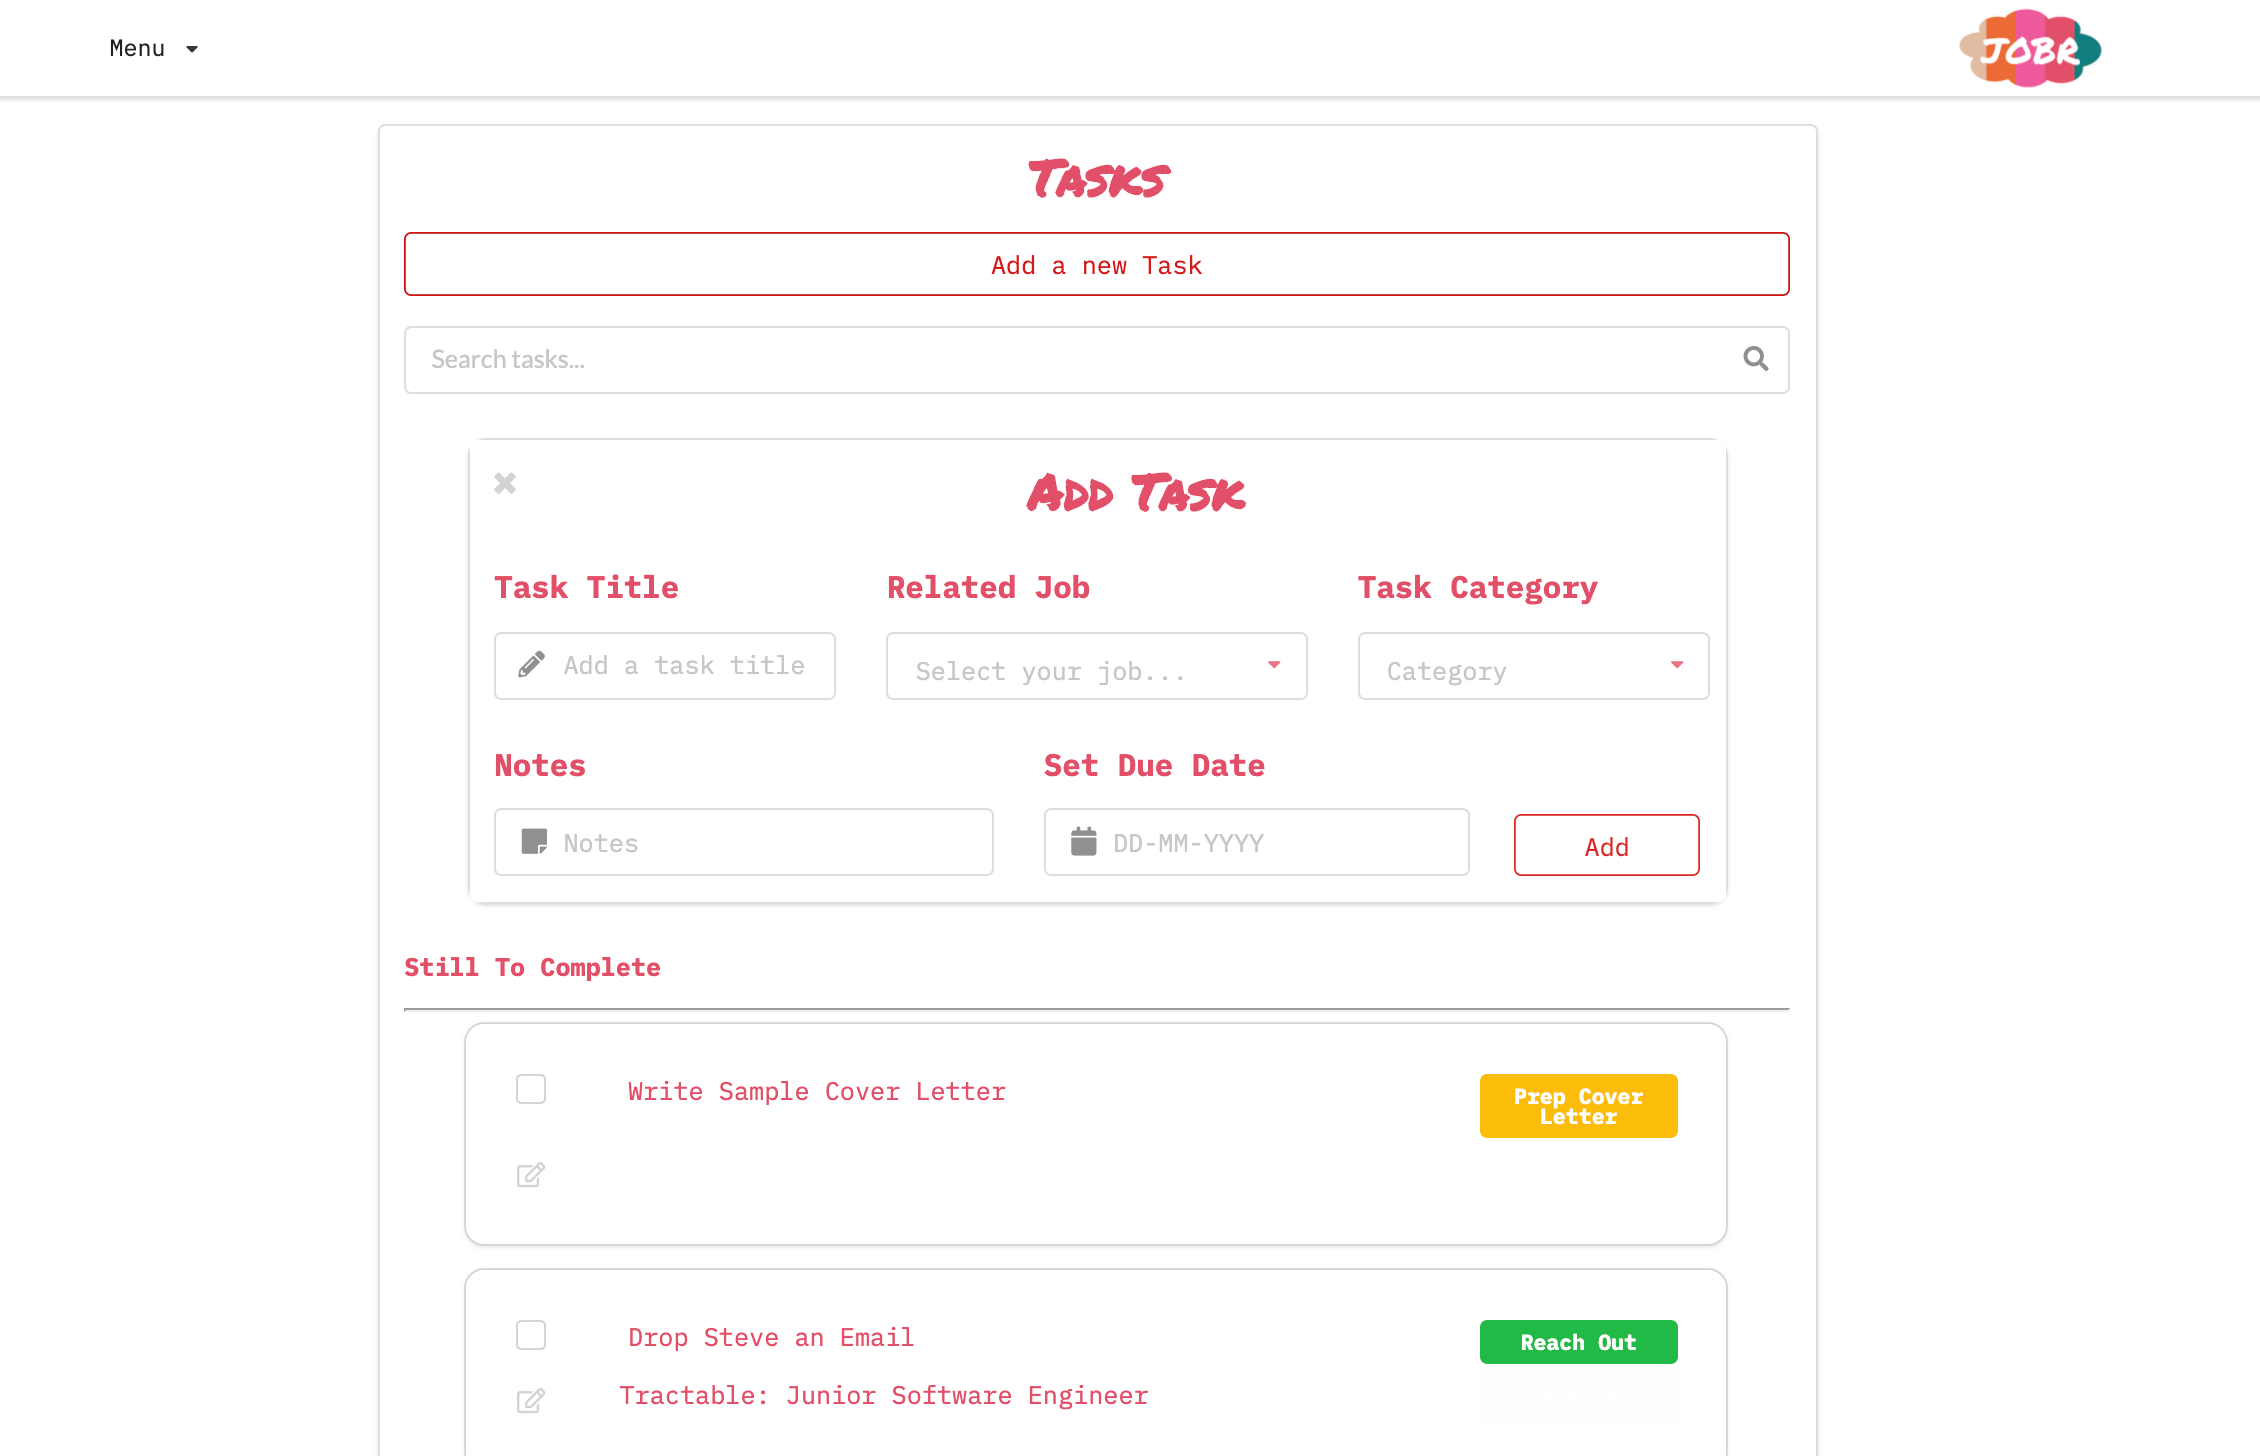 Menu
JOBR
Tasks
Add a new Task
Search tasks...
Add Task
Task Title
Related Job
Task Category
Add a task title
Select your job...
Category
Notes
Set Due Date
Notes
DD-MM-YYYY
Add
Still To Complete
Write Sample Cover Letter
Prep Cover
Letter
Drop Steve an Email
Reach Out
Tractable: Junior Software Engineer